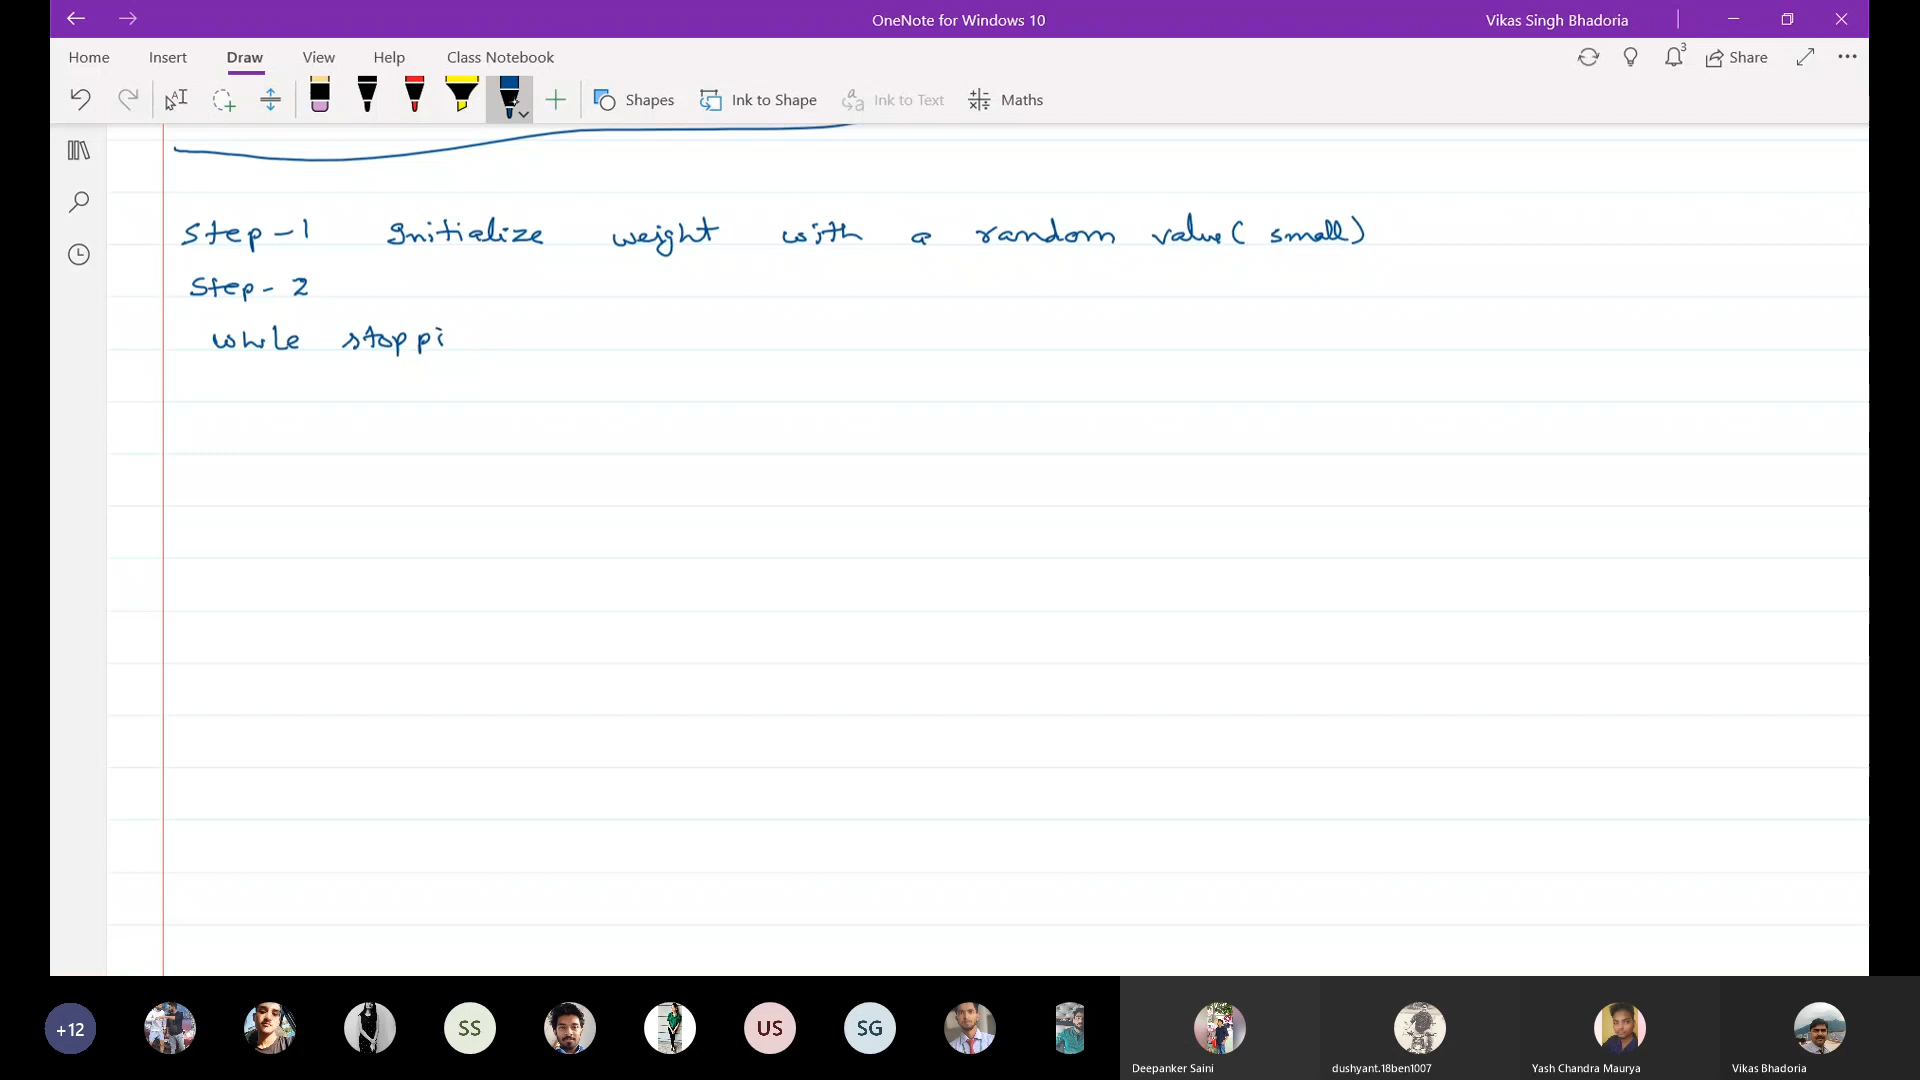 OneNote for Windows 10
Vikas Singh Bhadoria
Home Insert Draw View Help Class Notebook
3 Share
Shapes Ink to Shape Ink to Text Maths
Step-1 Initialize weight with a random value( small)
Step- 2
while stoppi
+12 SS US SG
Deepanker Saini dushyant.18ben1007 Yash Chandra Maurya Vikas Bhadoria